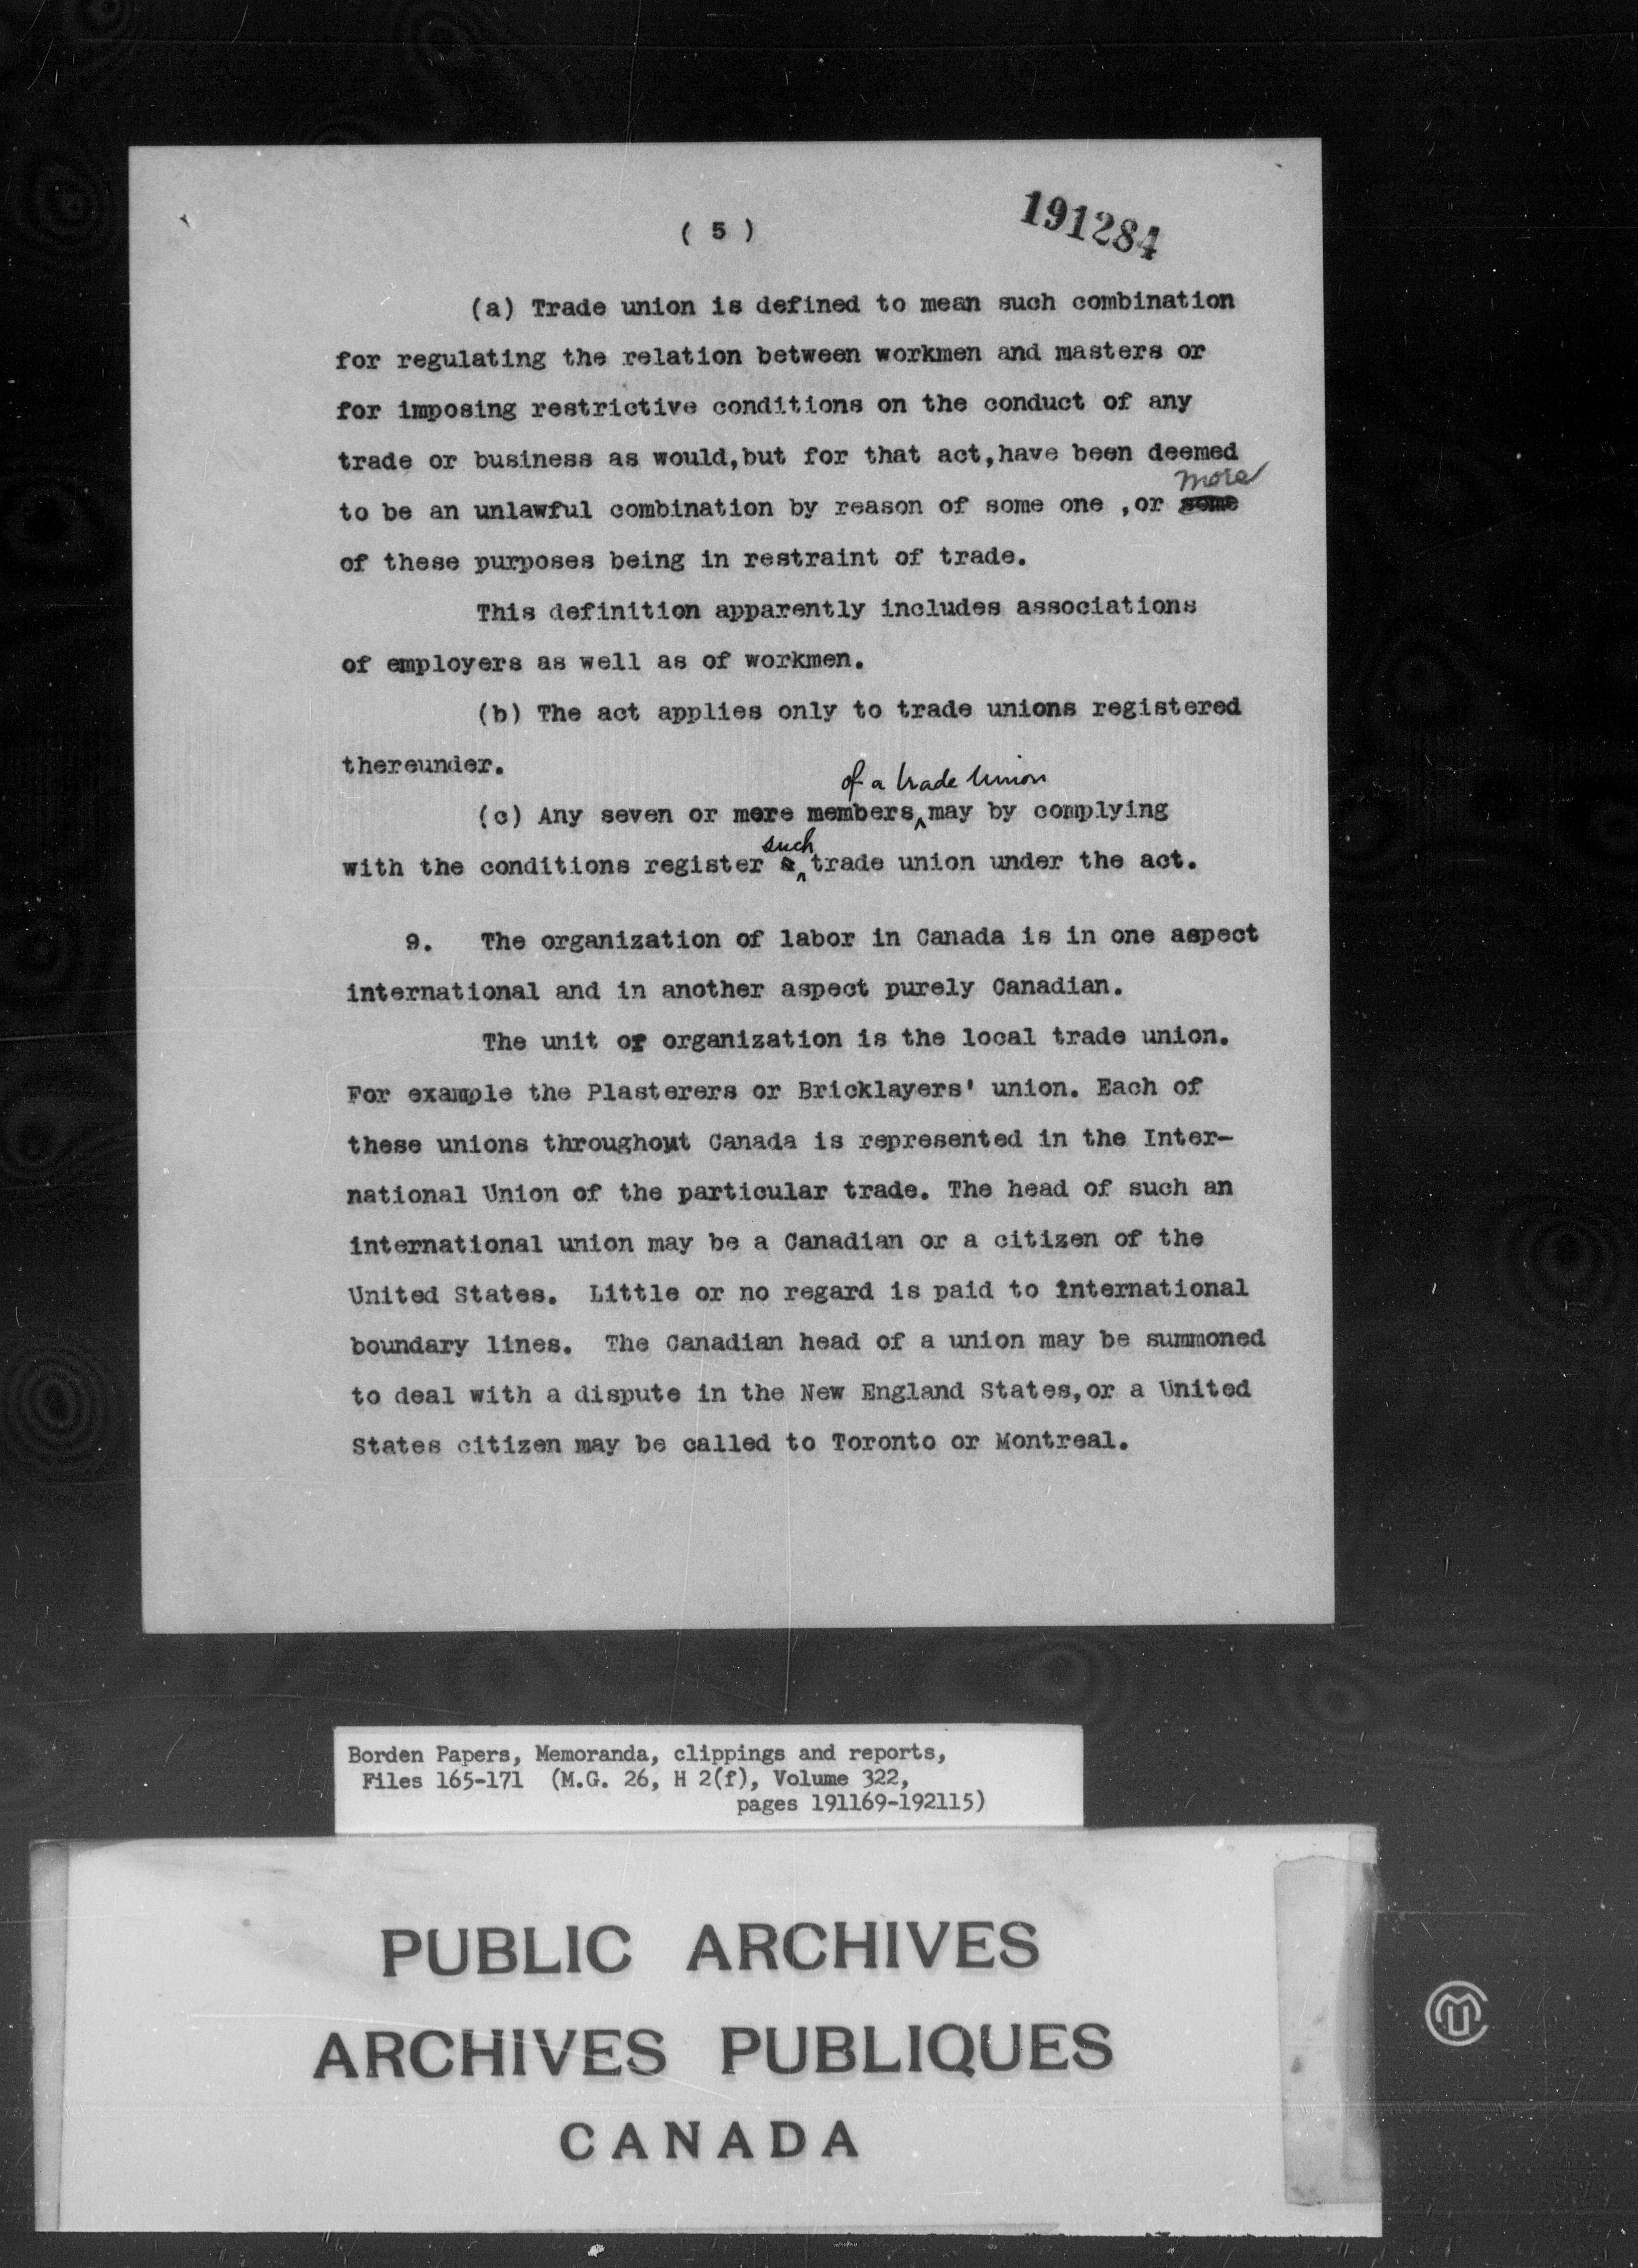 ( 5 )
191284
(a) Trade union is defined to mean such combination
for regulating the relation between workmen and masters or
for imposing restrictive conditions on the conduct of any
trade or business as would,but for that act,have been deemed
more
to be an unlawful combination by reason of some one ,or some
of these purposes being in restraint of trade.
This definition apparently includes associations
of employers as well as of workmen.
(b) The act applies only to trade unions registered
thereunder.
of a trade union
(c) Any seven or more members may by complying
such
with the conditions register a trade union under the act.
9. The organization of labor in Canada is in one aspect
international and in another aspect purely Canadian.
The unit of organization is the local trade union.
For example the Plasterers or Bricklayers' union. Each of
these unions throughout Canada is represented in the Inter-
national Union of the particular trade. The head of such an
international union may be a Canadian or a citizen of the
United States. Little or no regard is paid to international
boundary lines. The Canadian head of a union may be summoned
to deal with a dispute in the New England States,or a United
States citizen may be called to Toronto or Montreal.
Borden Papers, Memoranda, clippings and reports,
Files 165-171 (M.G. 26, H 2(f), Volume 322,
pages 191169-192115)
PUBLIC ARCHIVES
ARCHIVES PUBLIQUES
CANADA